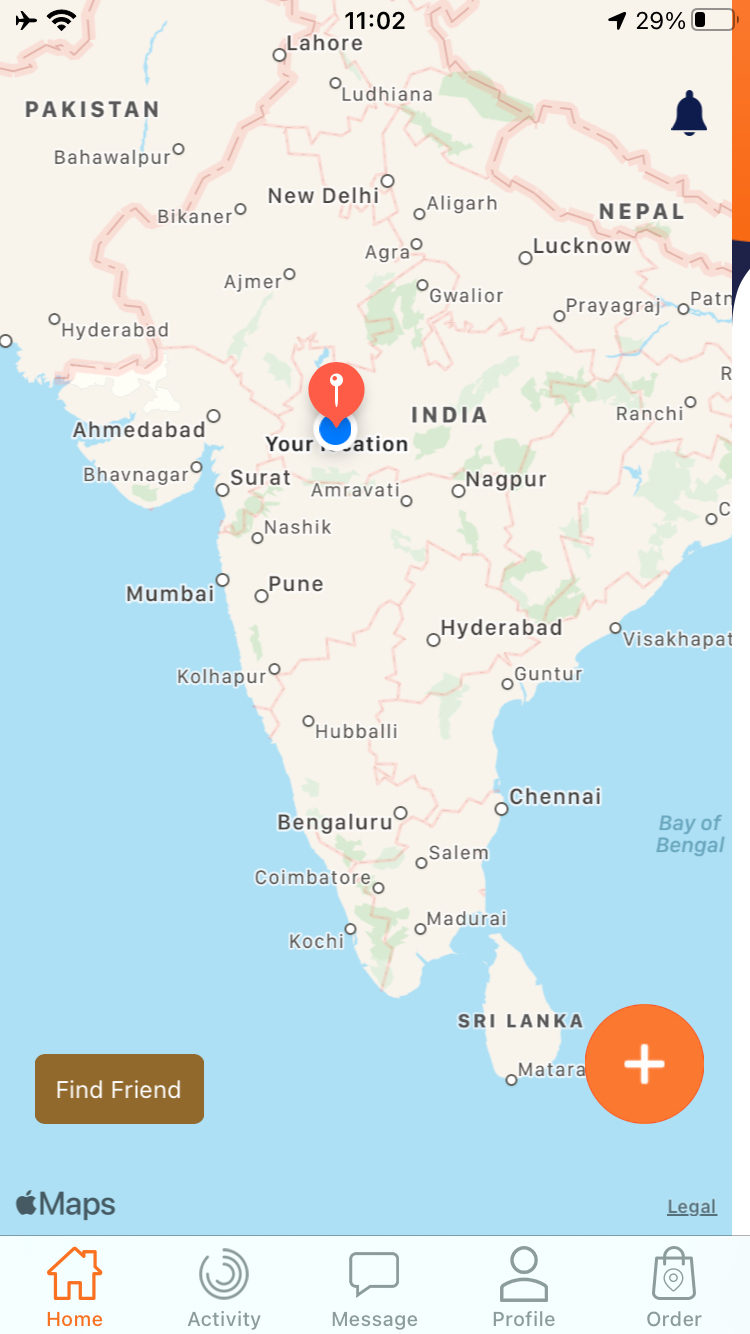 11:02
29%
Lahore
Ludhiana
PAKISTAN
Bahawalpur
New Delhi
Aligarh
Bikaner
NEPAL
Agra
Lucknow
Ajmer
Gwalior
Prayagraj
Patn
Hyderabad
R
INDIA
Ranchi
Ahmedabad
Your location
Bhavnagar
Surat
Amravati
Nagpur
C
Nashik
Mumbai
Pune
Hyderabad
Visakhapat
Kolhapur
Guntur
Hubballi
Chennai
Bengaluru
Bay of
Bengal
Salem
Coimbatore
Madurai
Kochi
SRI LANKA
Matara
Find Friend
Maps
Legal
Home
Activity
Message
Profile
Order